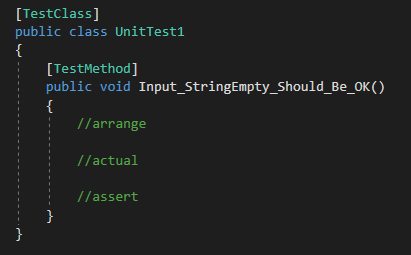 [TestClass]
public class UnitTest1
{
[TestMethod]
public void Input_StringEmpty_Should_Be_OK()
{
//arrange
//actual
//assert
}
}